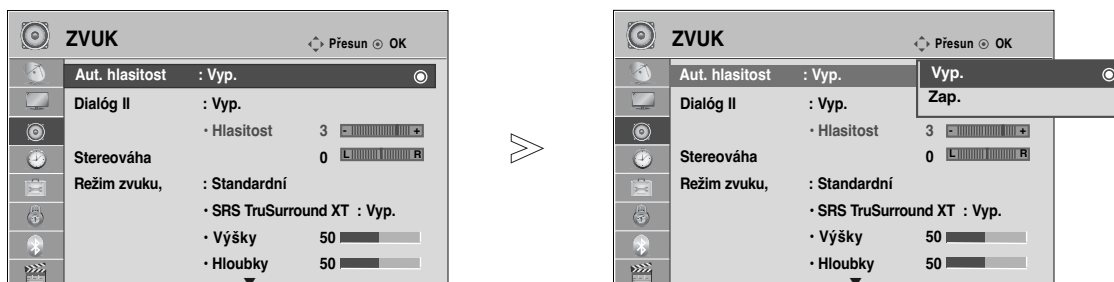 ZVUK Přesun OK
Aut. hlasitost : Vyp.
Dialóg II : Vyp.
• Hlasitost 3 - +
Stereováha 0 L R
Režim zvuku, : Standardní
• SRS TruSurround XT : Vyp.
• Výšky 50
• Hloubky 50
ZVUK Přesun OK
Aut. hlasitost : Vyp.
Vyp.
Zap.
Dialóg II : Vyp.
• Hlasitost 3 - +
Stereováha 0 L R
Režim zvuku, : Standardní
• SRS TruSurround XT : Vyp.
• Výšky 50
• Hloubky 50